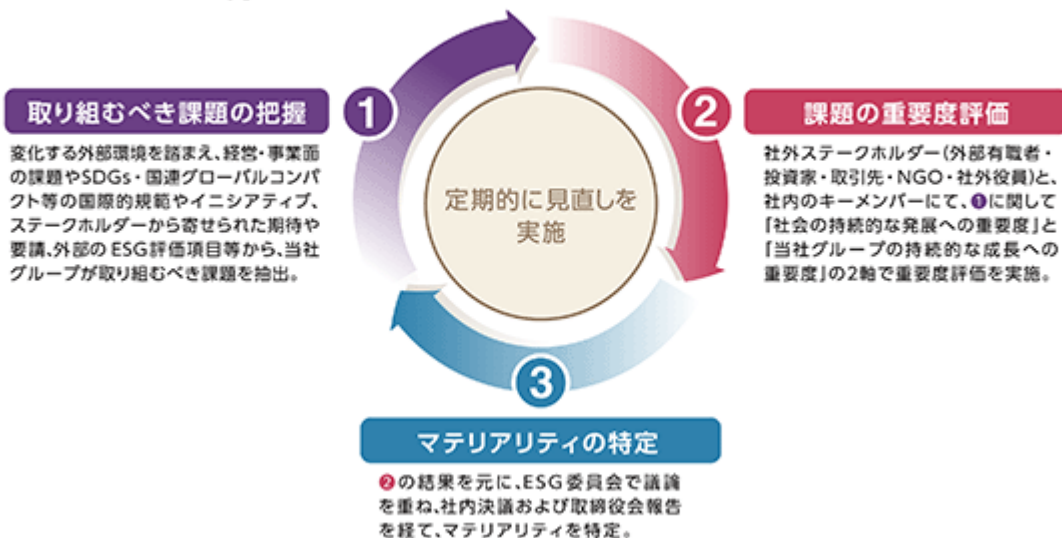 1
取り組むべき課題の把握
変化する外部環境を踏まえ、経営・事業面
の課題やSDGs・国連グローバルコンパ
クト等の国際的規範やイニシアティブ、
ステークホルダーから寄せられた期待や
要請、外部のESG評価項目等から、当社
グループが取り組むべき課題を抽出。
定期的に見直しを
実施
2
課題の重要度評価
社外ステークホルダー(外部有識者・
投資家・取引先・NGO・社外役員)と、
社内のキーメンバーにて、❶に関して
「社会の持続的な発展への重要度」と
「当社グループの持続的な成長への
重要度」の2軸で重要度評価を実施。
3
マテリアリティの特定
❷の結果を元に、ESG委員会で議論
を重ね、社内決議および取締役会報告
を経て、マテリアリティを特定。